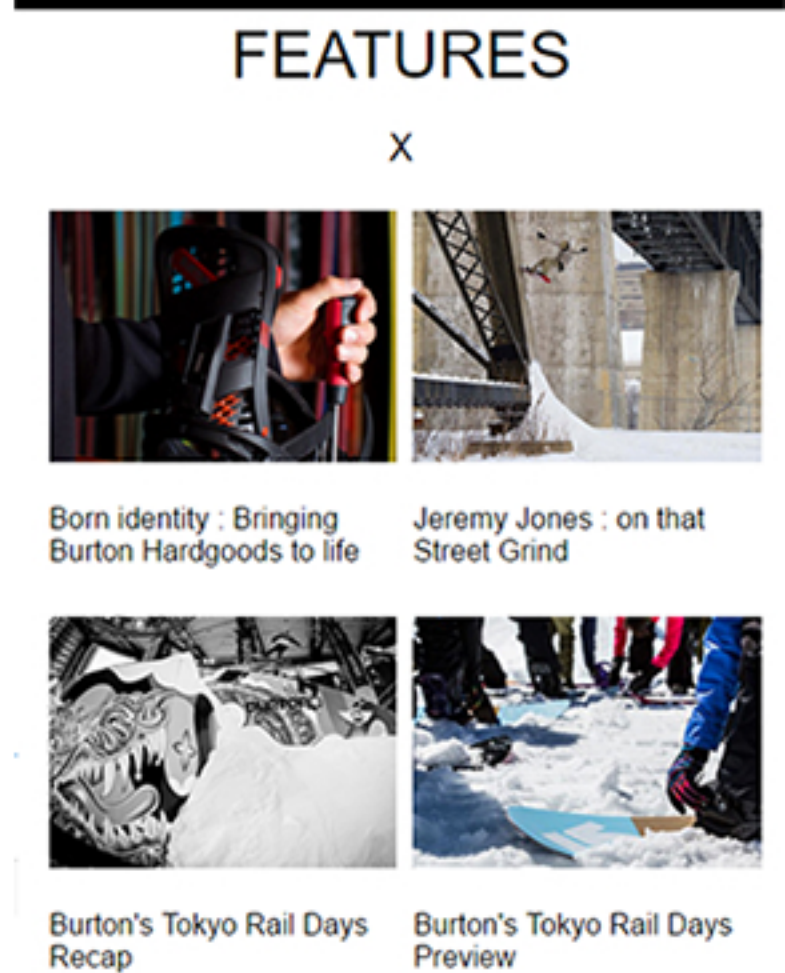 FEATURES
X
Born identity : Bringing
Burton Hardgoods to life
Jeremy Jones : on that
Street Grind
BURTON
Burton's Tokyo Rail Days
Recap
Burton's Tokyo Rail Days
Preview